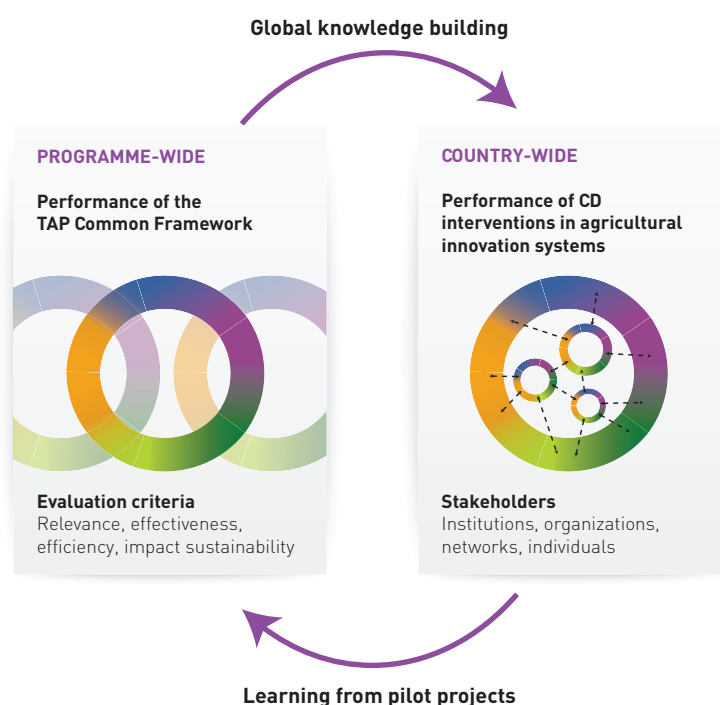 Global knowledge building
PROGRAMME-WIDE
Performance of the
TAP Common Framework
Evaluation criteria
Relevance, effectiveness,
efficiency, impact sustainability
COUNTRY-WIDE
Performance of CD
interventions in agricultural
innovation systems
Stakeholders
Institutions, organizations,
networks, individuals
Learning from pilot projects